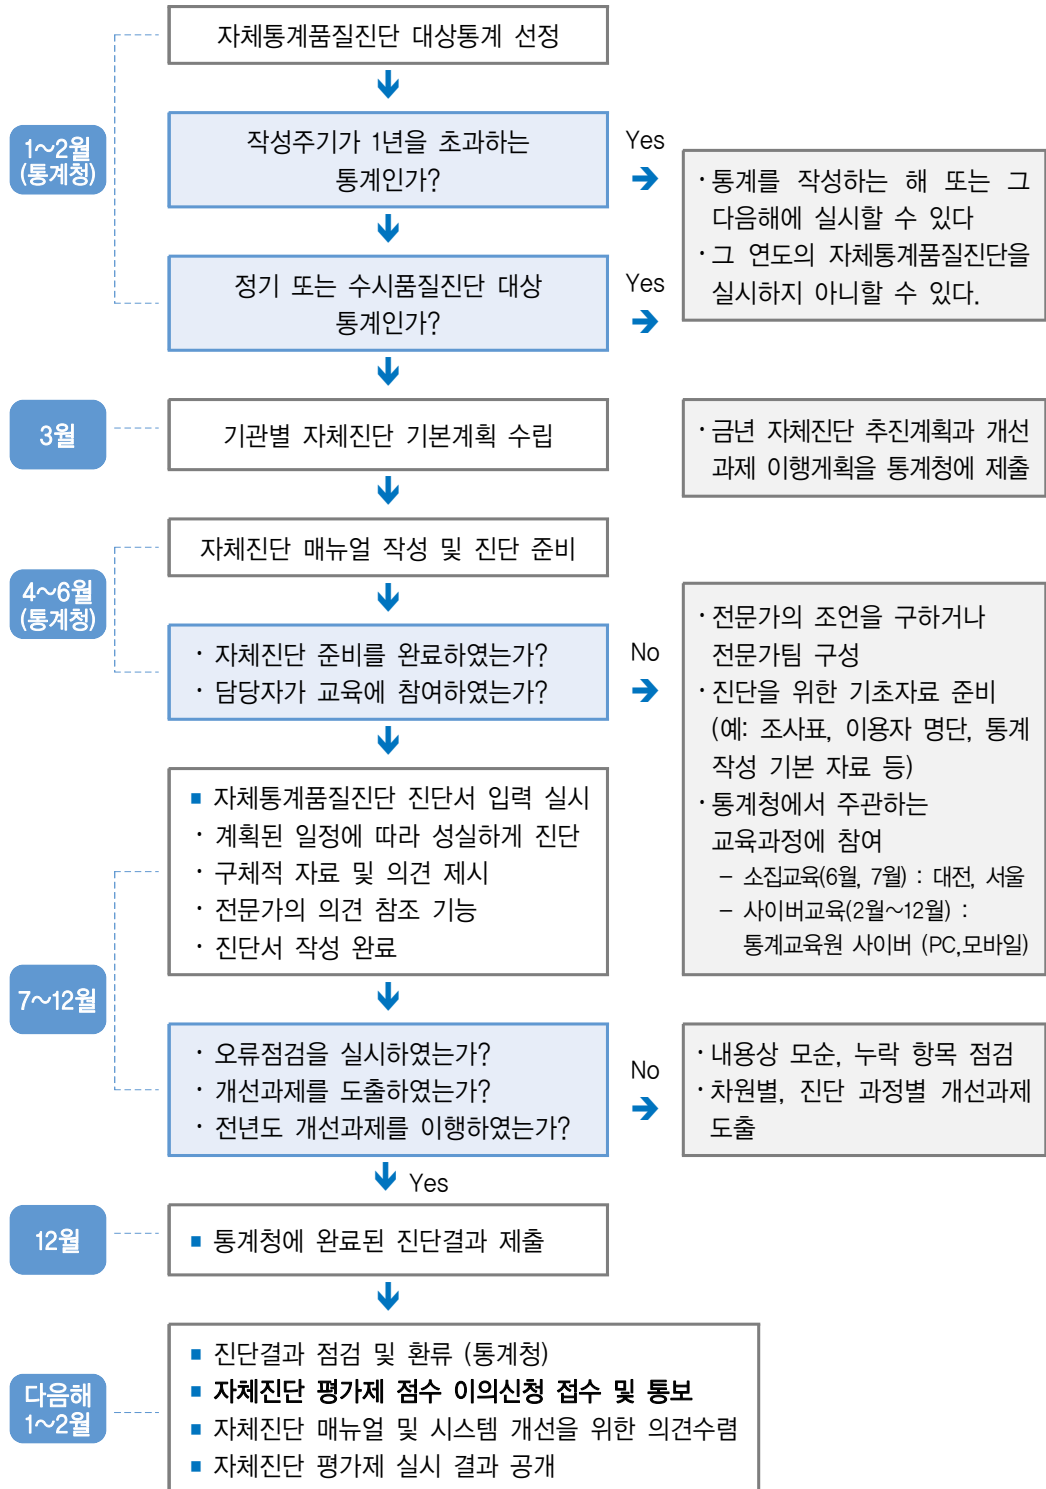 자체통계품질진단 대상통계 선정
1~2월
(통계청)
작성주기가 1년을 초과하는
통계인가?
Yes
· 통계를 작성하는 해 또는 그
다음해에 실시할 수 있다
· 그 연도의 자체통계품질진단을
실시하지 아니할 수 있다.
정기 또는 수시품질진단 대상
통계인가?
Yes
3월
기관별 자체진단 기본계획 수립
· 금년 자체진단 추진계획과 개선
과제 이행계획을 통계청에 제출
자체진단 매뉴얼 작성 및 진단 준비
4~6월
(통계청)
· 자체진단 준비를 완료하였는가?
· 담당자가 교육에 참여하였는가?
No
· 전문가의 조언을 구하거나
전문가팀 구성
· 진단을 위한 기초자료 준비
(예: 조사표, 이용자 명단, 통계
작성 기본 자료 등)
· 통계청에서 주관하는
교육과정에 참여
– 소집교육(6월, 7월) : 대전, 서울
– 사이버교육(2월~12월) :
통계교육원 사이버 (PC,모바일)
▪ 자체통계품질진단 진단서 입력 실시
· 계획된 일정에 따라 성실하게 진단
· 구체적 자료 및 의견 제시
· 전문가의 의견 참조 기능
· 진단서 작성 완료
7~12월
· 오류점검을 실시하였는가?
· 개선과제를 도출하였는가?
· 전년도 개선과제를 이행하였는가?
No
· 내용상 모순, 누락 항목 점검
· 차원별, 진단 과정별 개선과제
도출
Yes
12월
▪ 통계청에 완료된 진단결과 제출
다음해
1~2월
▪ 진단결과 점검 및 환류 (통계청)
▪ 자체진단 평가제 점수 이의신청 접수 및 통보
▪ 자체진단 매뉴얼 및 시스템 개선을 위한 의견수렴
▪ 자체진단 평가제 실시 결과 공개